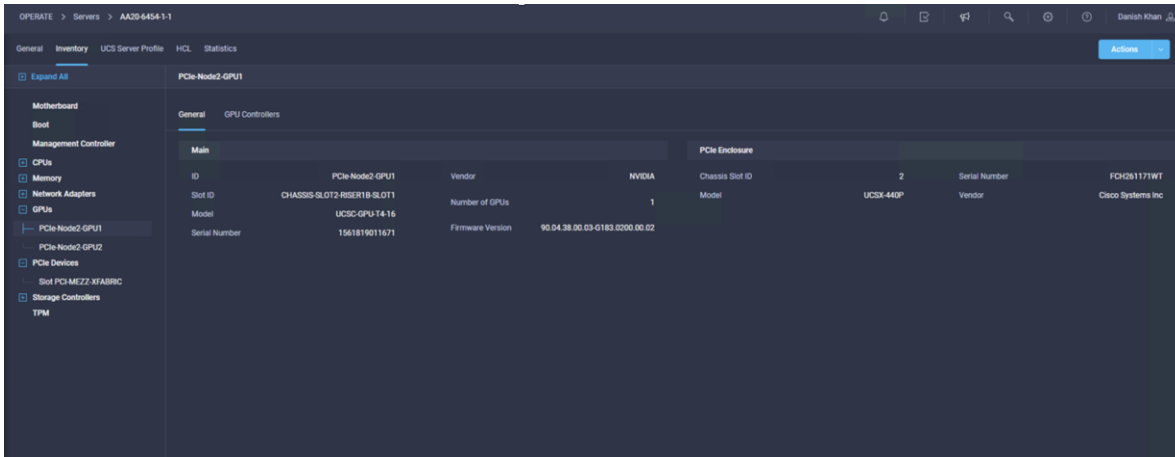 OPERATE > Servers > AA20-6454-1-1
Danish Khan
General Inventory UCS Server Profile HCL Statistics
Actions
Expand All
Motherboard
Boot
Management Controller
CPUs
Memory
Network Adapters
GPUs
PCIe-Node2-GPU1
PCIe-Node2-GPU2
PCIe Devices
Slot PCI-MEZZ-XFABRIC
Storage Controllers
TPM
PCIe-Node2-GPU1
General GPU Controllers
Main
ID PCIe-Node2-GPU1
Slot ID CHASSIS-SLOT2-RISER1B-SLOT1
Model UCSC-GPU-T4-16
Serial Number 1561819011671
Vendor NVIDIA
Number of GPUs 1
Firmware Version 90.04.38.00.03-G183.0200.00.02
PCIe Enclosure
Chassis Slot ID 2
Model UCSX-440P
Serial Number FCH261171WT
Vendor Cisco Systems Inc